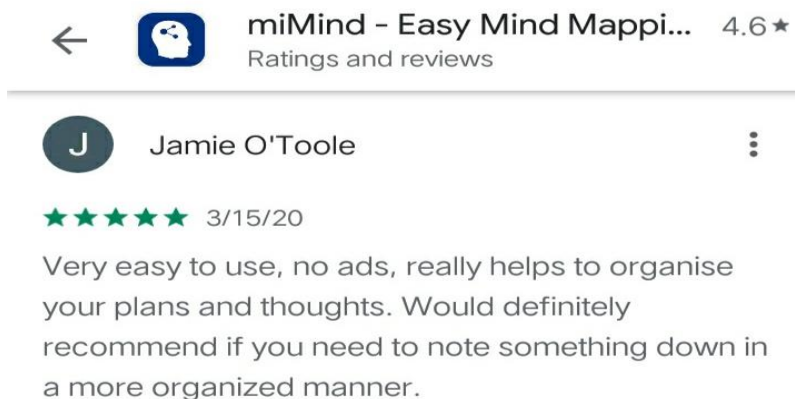 miMind - Easy Mind Mappi... 4.6★
Ratings and reviews
J Jamie O'Toole
★★★★★ 3/15/20
Very easy to use, no ads, really helps to organise
your plans and thoughts. Would definitely
recommend if you need to note something down in
a more organized manner.